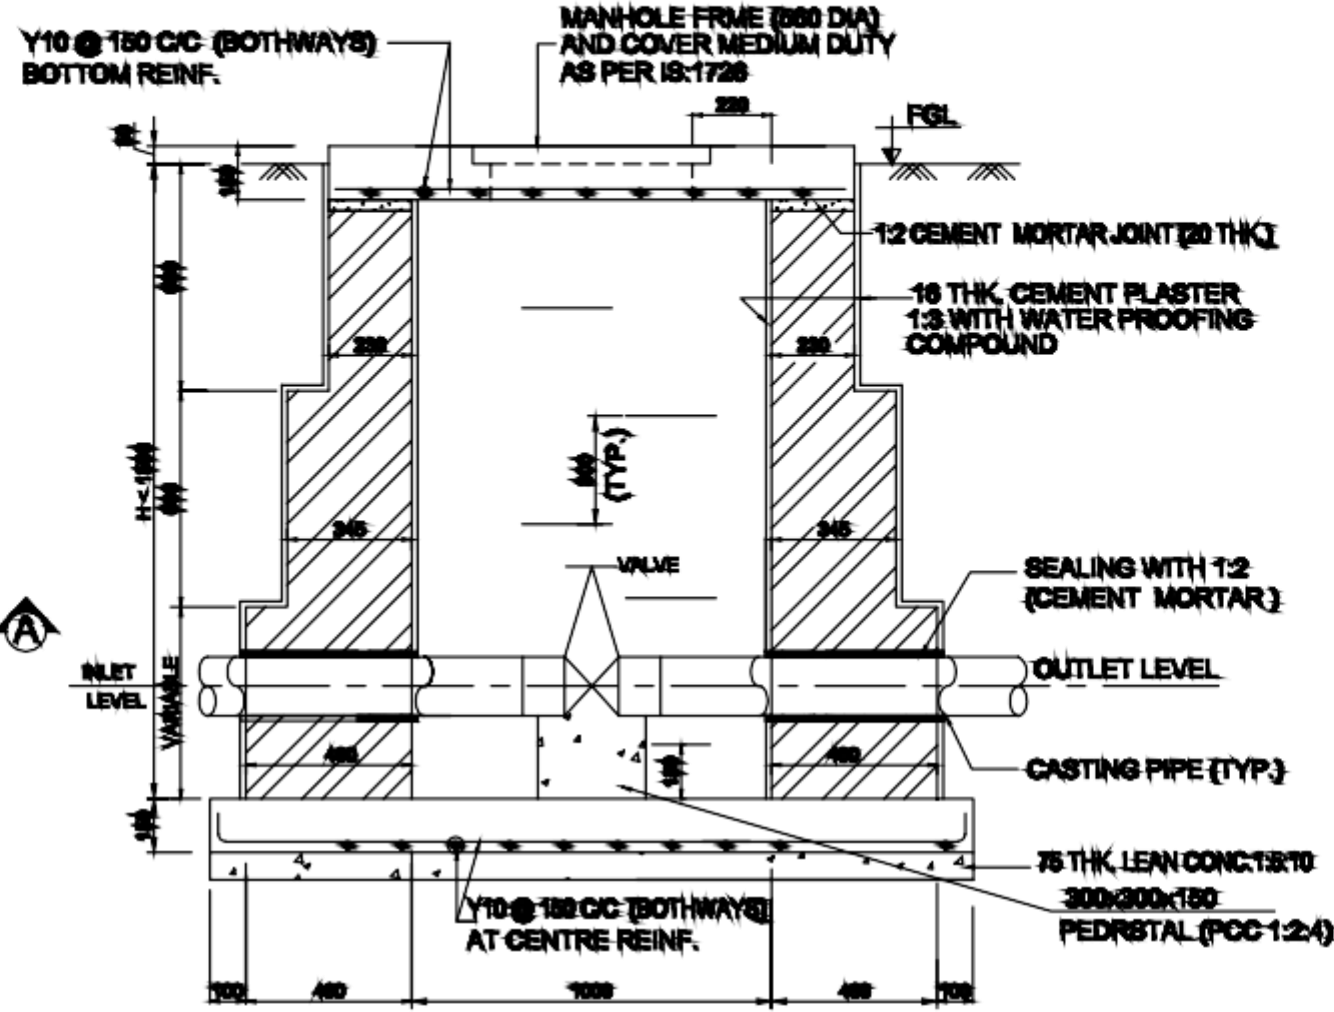 Y10 @ 150 C/C (BOTHWAYS)
BOTTOM REINF.
MANHOLE FRME (560 DIA)
AND COVER MEDIUM DUTY
AS PER IS:1726
230
FGL
150
1:2 CEMENT MORTAR JOINT (20 THK.)
THK. CEMENT PLASTER
1:3 WITH WATER PROOFING
COMPOUND
230
230
H <
300
(TYP.)
345
345
VALVE
SEALING WITH 1:2
(CEMENT MORTAR)
A
INLET
LEVEL
VARIABLE
OUTLET LEVEL
460
460
150
CASTING PIPE (TYP.)
150
75 THK. LEAN CONC.1:5:10
300x300x150
PEDRSTAL (PCC 1:2:4)
Y10 @ 150 C/C (BOTHWAYS)
AT CENTRE REINF.
100
460
1000
460
100